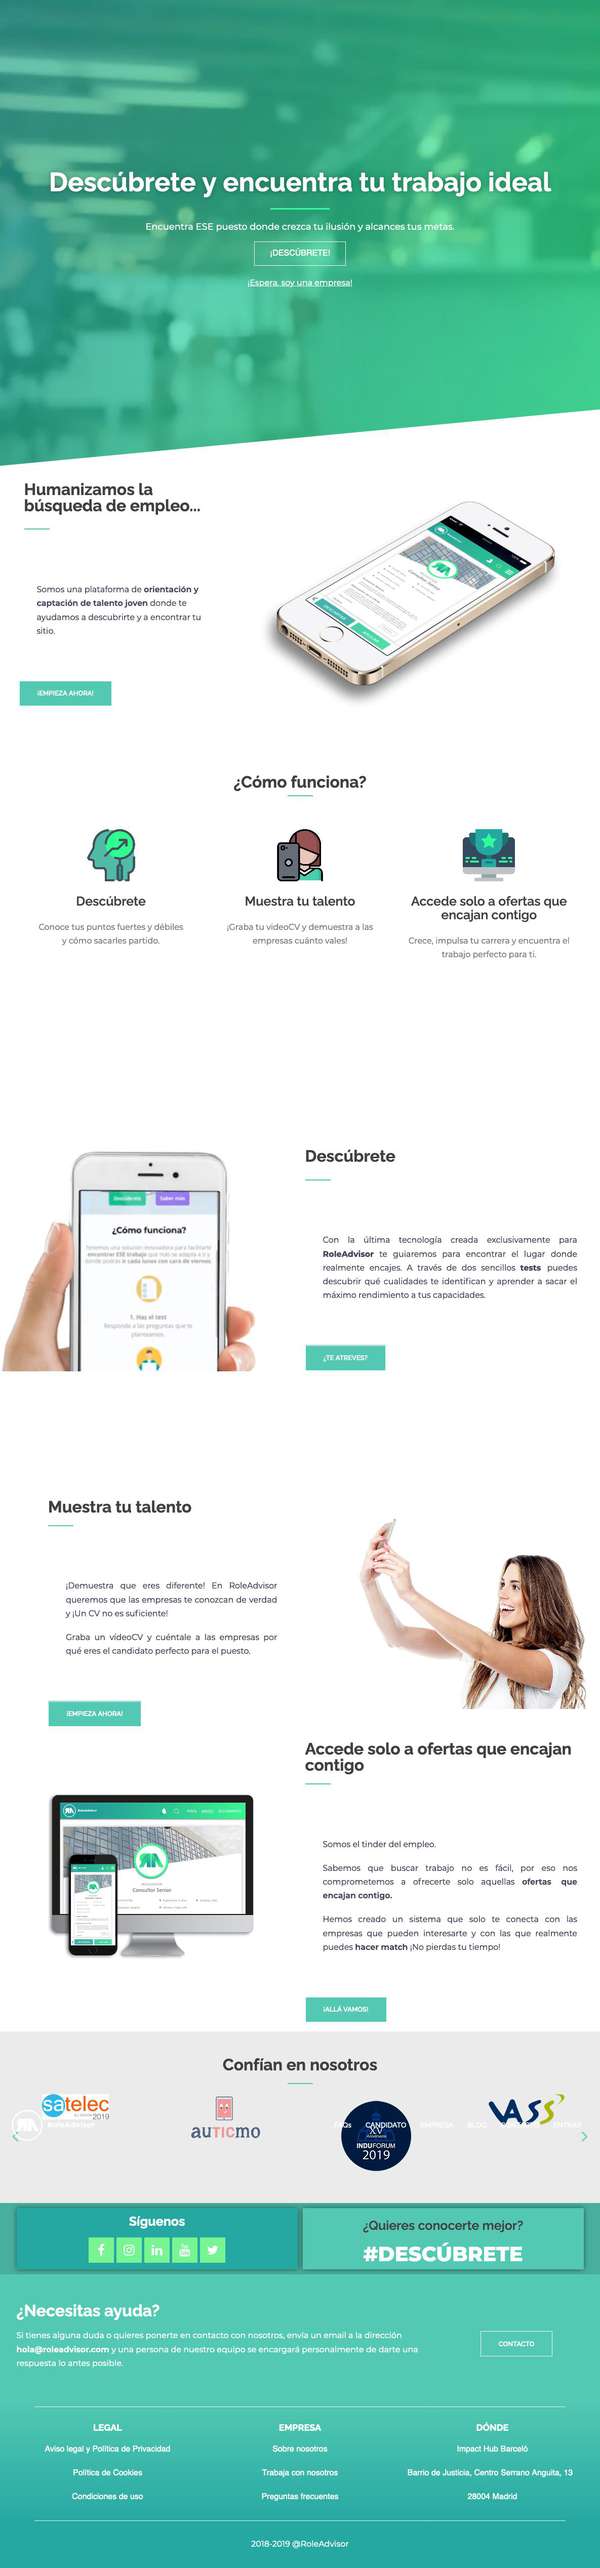 Descúbrete y encuentra tu trabajo ideal
Encuentra ESE puesto donde crezca tu ilusión y alcances tus metas.
¡DESCÚBRETE!
¡Espera, soy una empresa!
Humanizamos la
búsqueda de empleo...
Somos una plataforma de orientación y
captación de talento joven donde te
ayudamos a descubrirte y a encontrar tu
sitio.
¡EMPIEZA AHORA!
¿Cómo funciona?
Descúbrete
Conoce tus puntos fuertes y débiles
y cómo sacarles partido.
Muestra tu talento
¡Graba tu videoCV y demuestra a las
empresas cuánto vales!
Accede solo a ofertas que
encajan contigo
Crece, impulsa tu carrera y encuentra el
trabajo perfecto para ti.
Saber más
¿Cómo funciona?
1. Haz el test
Responde a las preguntas que te
planteamos.
Descúbrete
Con la última tecnología creada exclusivamente para
RoleAdvisor te guiaremos para encontrar el lugar donde
realmente encajes. A través de dos sencillos tests puedes
descubrir qué cualidades te identifican y aprender a sacar el
máximo rendimiento a tus capacidades.
¿TE ATREVES?
Muestra tu talento
¡Demuestra que eres diferente! En RoleAdvisor
queremos que las empresas te conozcan de verdad
y ¡Un CV no es suficiente!
Graba un videoCV y cuéntale a las empresas por
qué eres el candidato perfecto para el puesto.
¡EMPIEZA AHORA!
Accede solo a ofertas que encajan
contigo
Consultor Senior
Somos el tinder del empleo.
Sabemos que buscar trabajo no es fácil, por eso nos
comprometemos a ofrecerte solo aquellas ofertas que
encajan contigo.
Hemos creado un sistema que solo te conecta con las
empresas que pueden interesarte y con las que realmente
puedes hacer match ¡No pierdas tu tiempo!
¡ALLÁ VAMOS!
Confían en nosotros
satelec
2019
auTICmo
XV
INDUFORUM
2019
VASS
RoleAdvisor
FAQs CANDIDATO EMPRESA BLOG ENTRAR
Síguenos
¿Quieres conocerte mejor?
#DESCÚBRETE
¿Necesitas ayuda?
Si tienes alguna duda o quieres ponerte en contacto con nosotros, envía un email a la dirección
hola@roleadvisor.com y una persona de nuestro equipo se encargará personalmente de darte una
respuesta lo antes posible.
CONTACTO
LEGAL
Aviso legal y Política de Privacidad
Política de Cookies
Condiciones de uso
EMPRESA
Sobre nosotros
Trabaja con nosotros
Preguntas frecuentes
DÓNDE
Impact Hub Barceló
Barrio de Justicia, Centro Serrano Anguita, 13
28004 Madrid
2018-2019 @RoleAdvisor